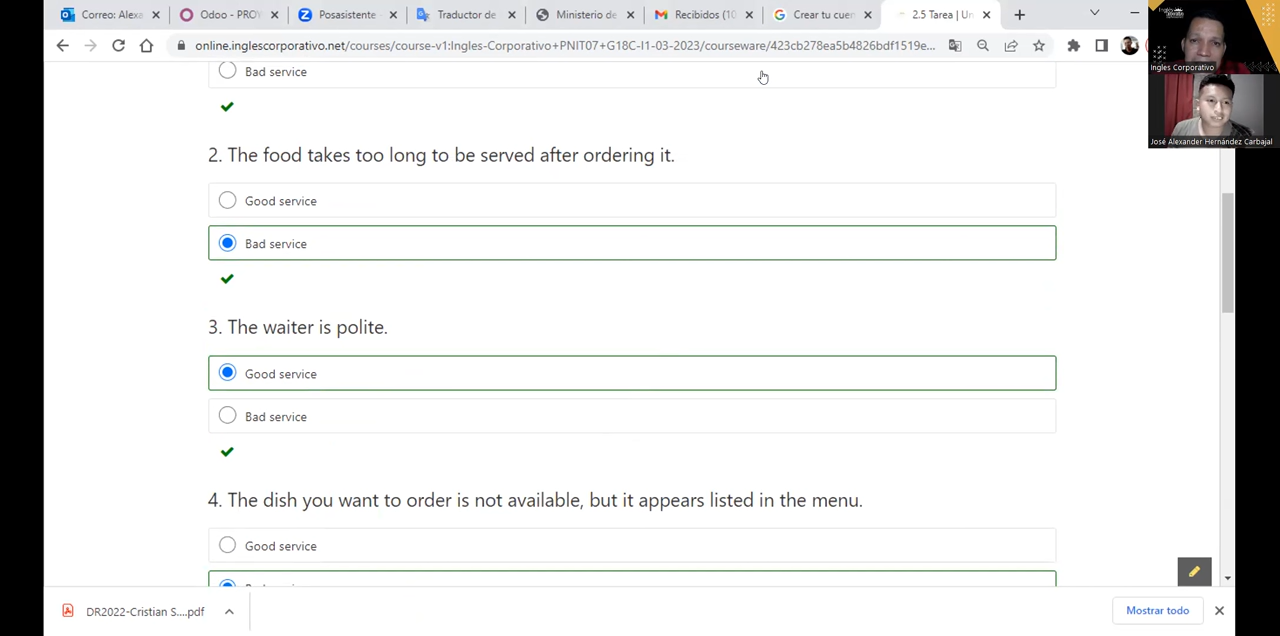 Correo: Alexa
Odoo - PRO
Posasistente
Traductor de
Ministerio de
Recibidos (1
Crear tu cuen
2.5 Tarea | Un
online.inglescorporativo.net/courses/course-v1:Ingles-Corporativo+PNIT07+G18C-I1-03-2023/courseware/423cb278ea5b4826bdf1519e...
Ingles Corporativo
José Alexander Hernández Carbajal
Bad service
2. The food takes too long to be served after ordering it.
Good service
Bad service
3. The waiter is polite.
Good service
Bad service
4. The dish you want to order is not available, but it appears listed in the menu.
Good service
DR2022-Cristian S....pdf
Mostrar todo